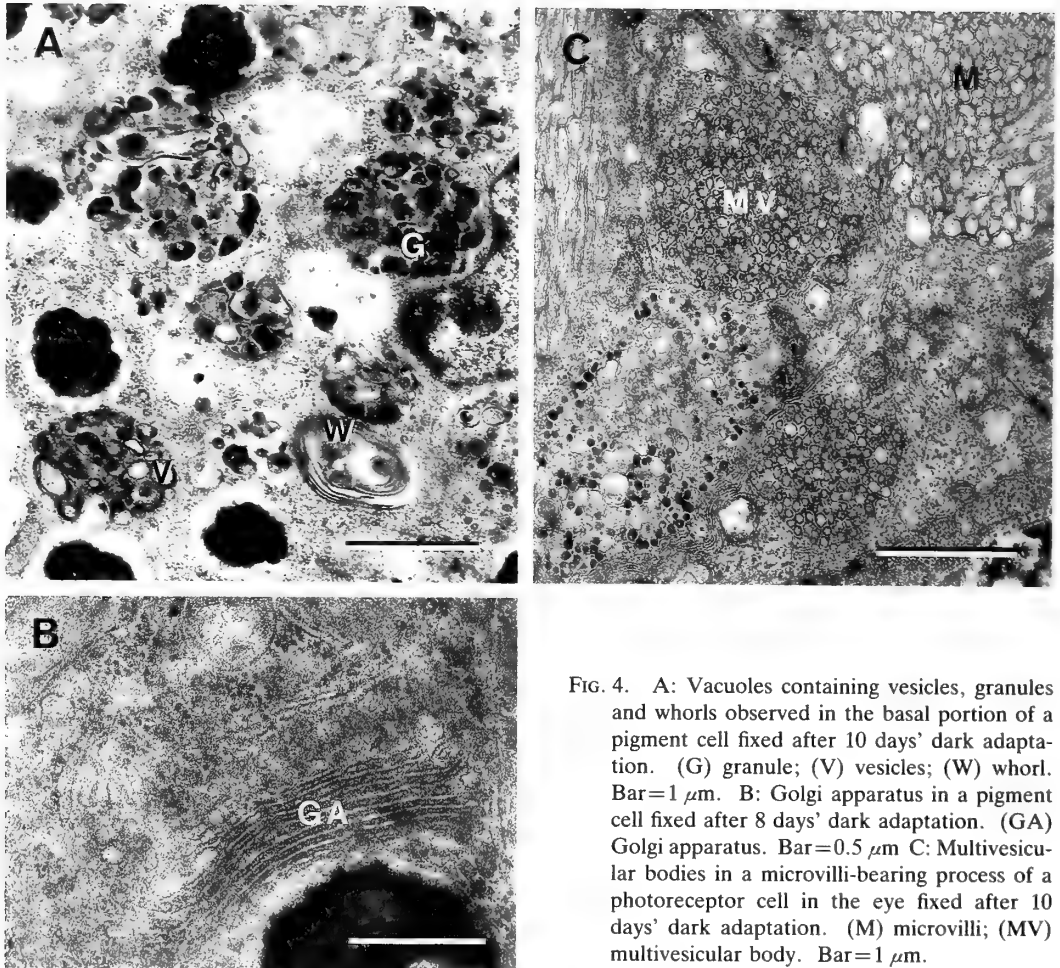 A
G
W
V
C
M
MV
B
GA
FIG. 4. A: Vacuoles containing vesicles, granules
and whorls observed in the basal portion of a
pigment cell fixed after 10 days' dark adapta-
tion. (G) granule; (V) vesicles; (W) whorl.
Bar=1 μm. B: Golgi apparatus in a pigment
cell fixed after 8 days' dark adaptation. (GA)
Golgi apparatus. Bar=0.5 μm C: Multivesicu-
lar bodies in a microvilli-bearing process of a
photoreceptor cell in the eye fixed after 10
days' dark adaptation. (M) microvilli; (MV)
multivesicular body. Bar=1 μm.